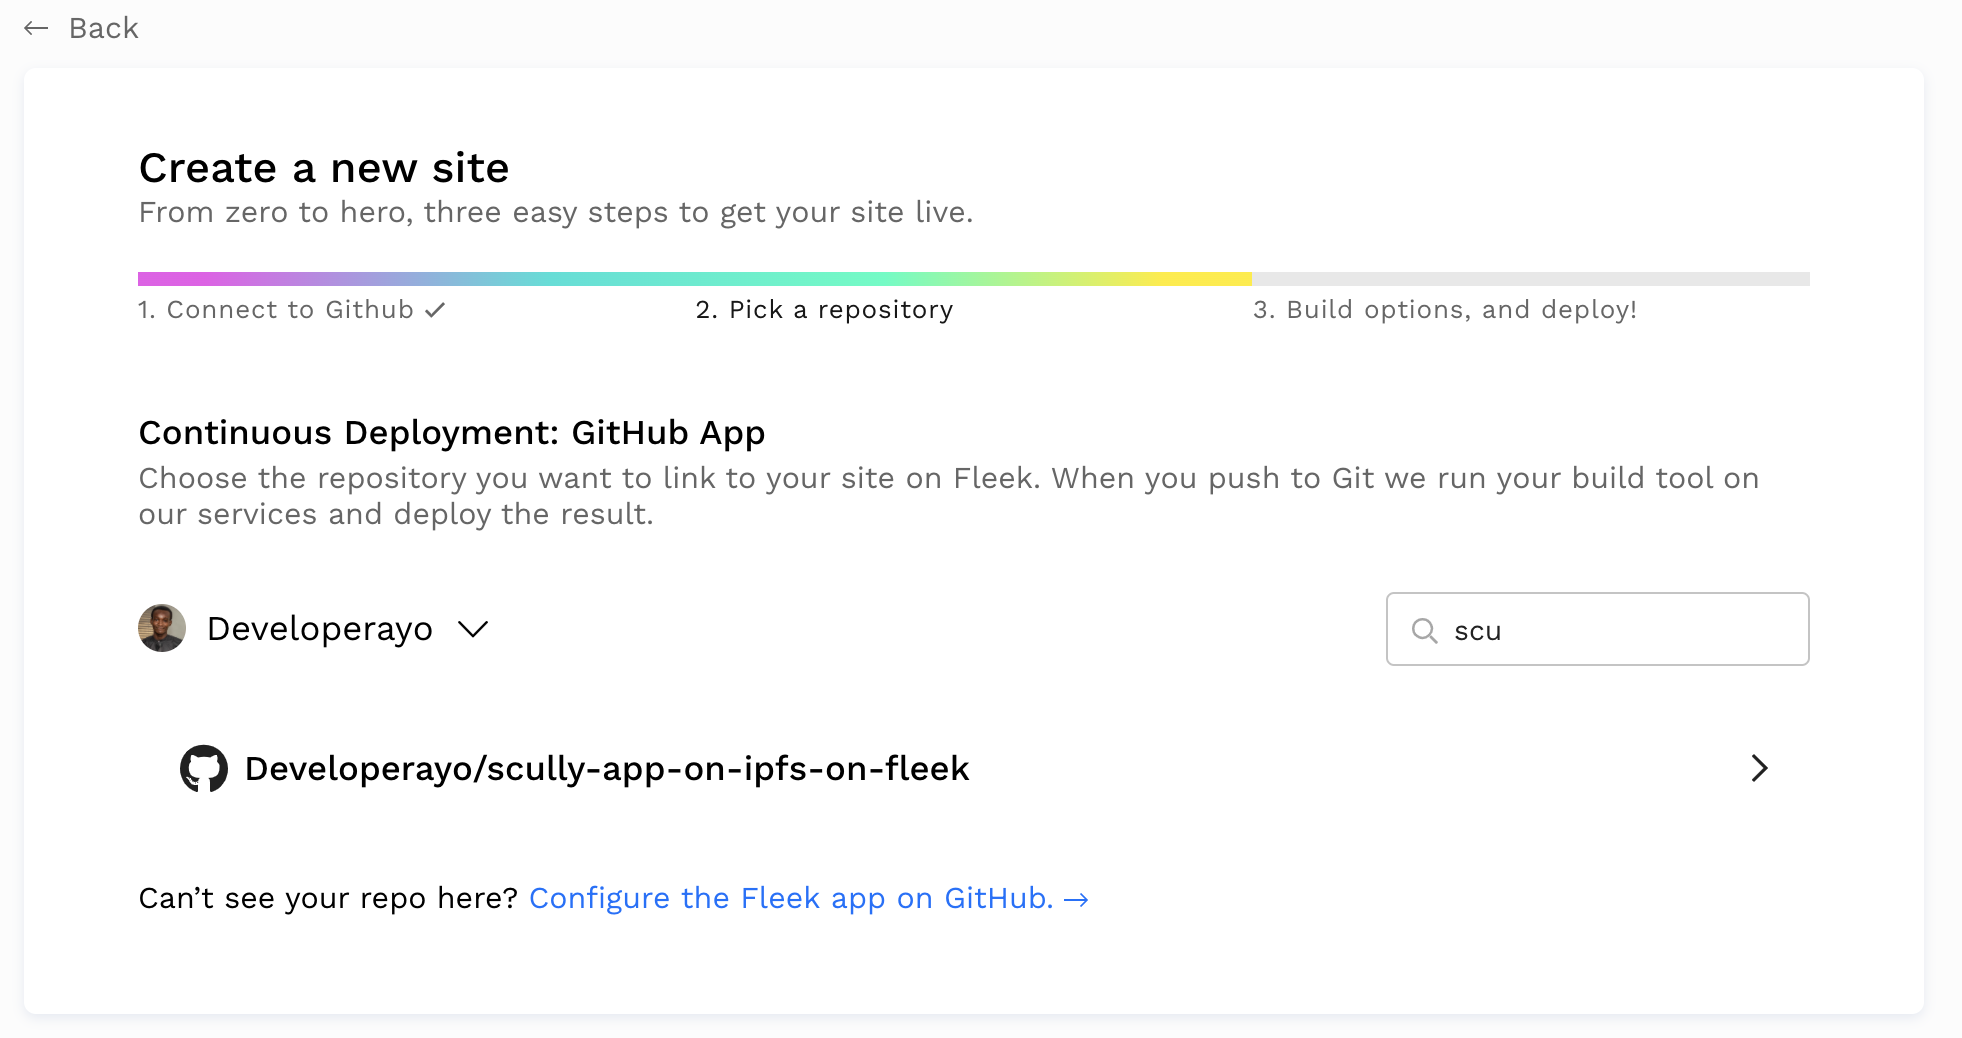 ← Back
Create a new site
From zero to hero, three easy steps to get your site live.
1. Connect to Github ✓
2. Pick a repository
3. Build options, and deploy!
Continuous Deployment: GitHub App
Choose the repository you want to link to your site on Fleek. When you push to Git we run your build tool on
our services and deploy the result.
Developerayo
scu
Developerayo/scully-app-on-ipfs-on-fleek
Can’t see your repo here? Configure the Fleek app on GitHub. →